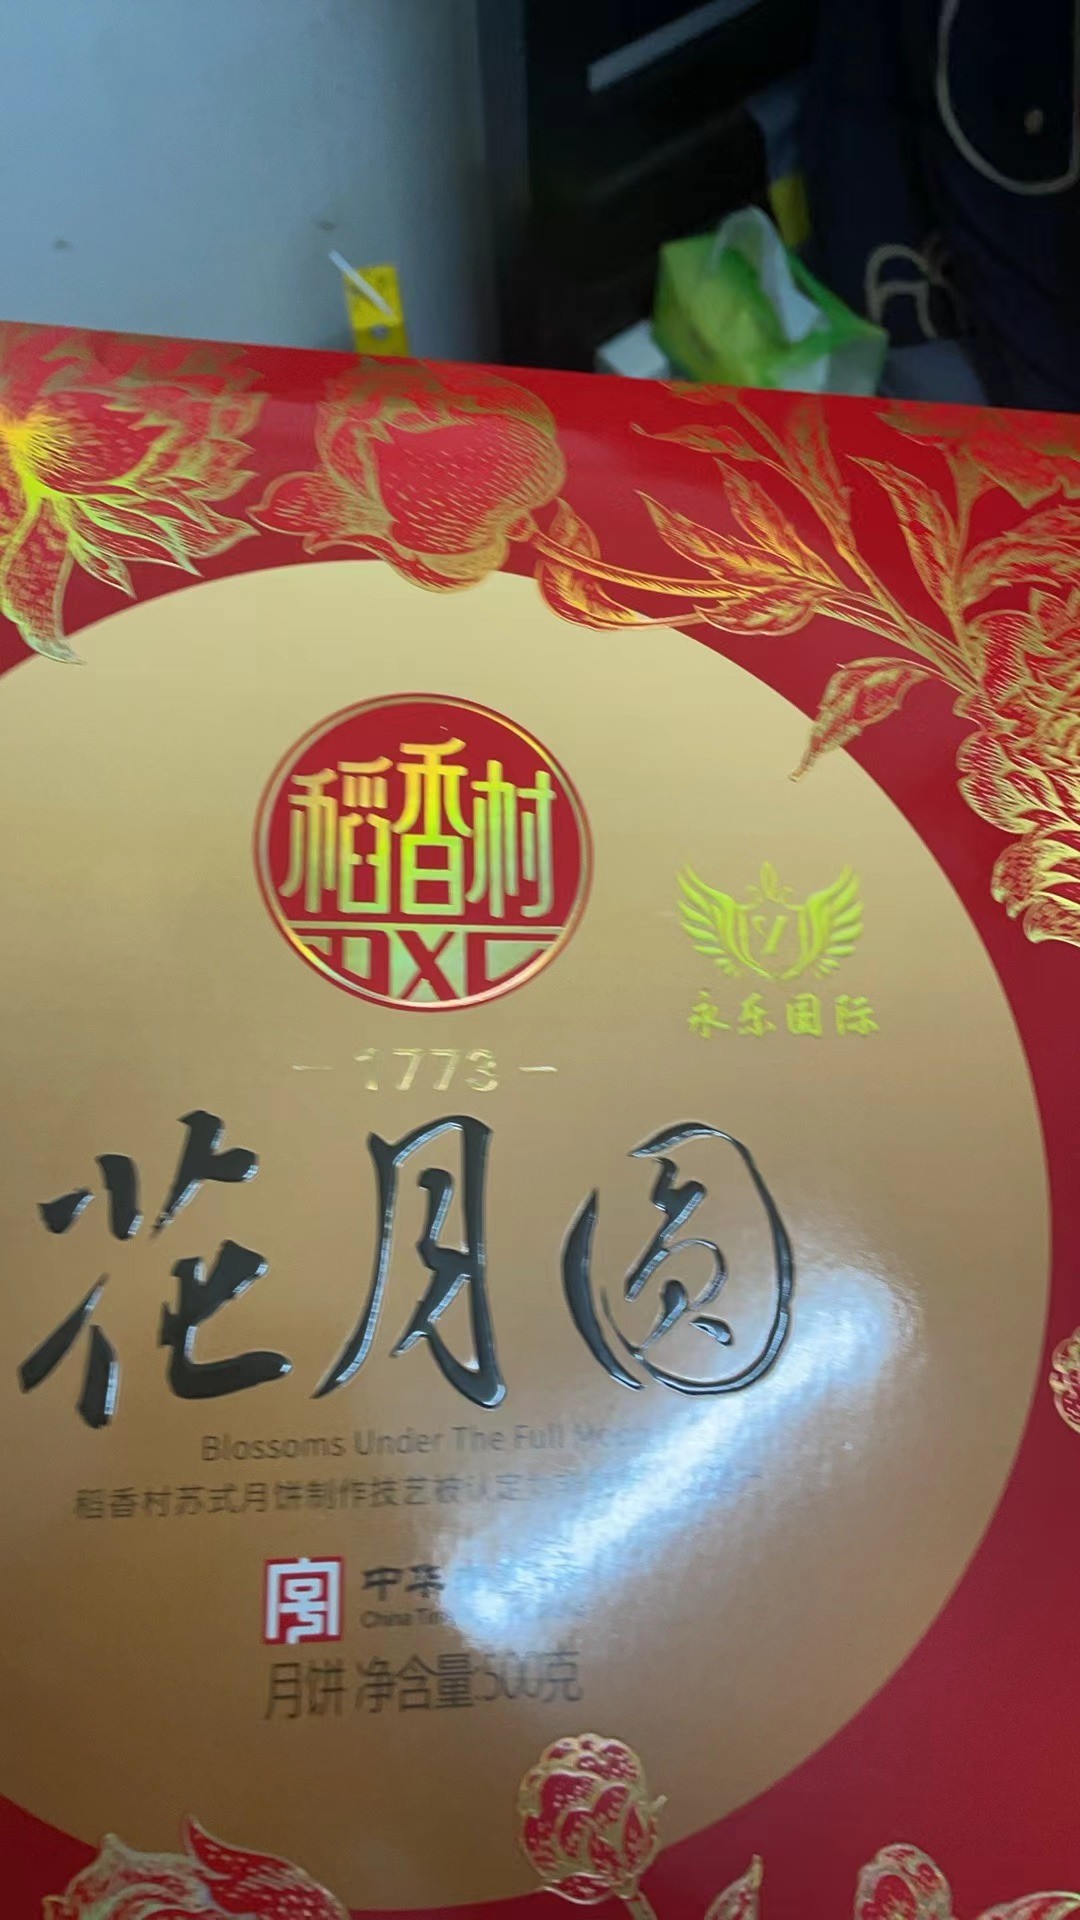 稻香村
DXC
永东国际
1773
花月圆
Blossoms Under The Full
稻香村苏式月饼制作技艺被认定
中华
China
月饼 净含量:500克